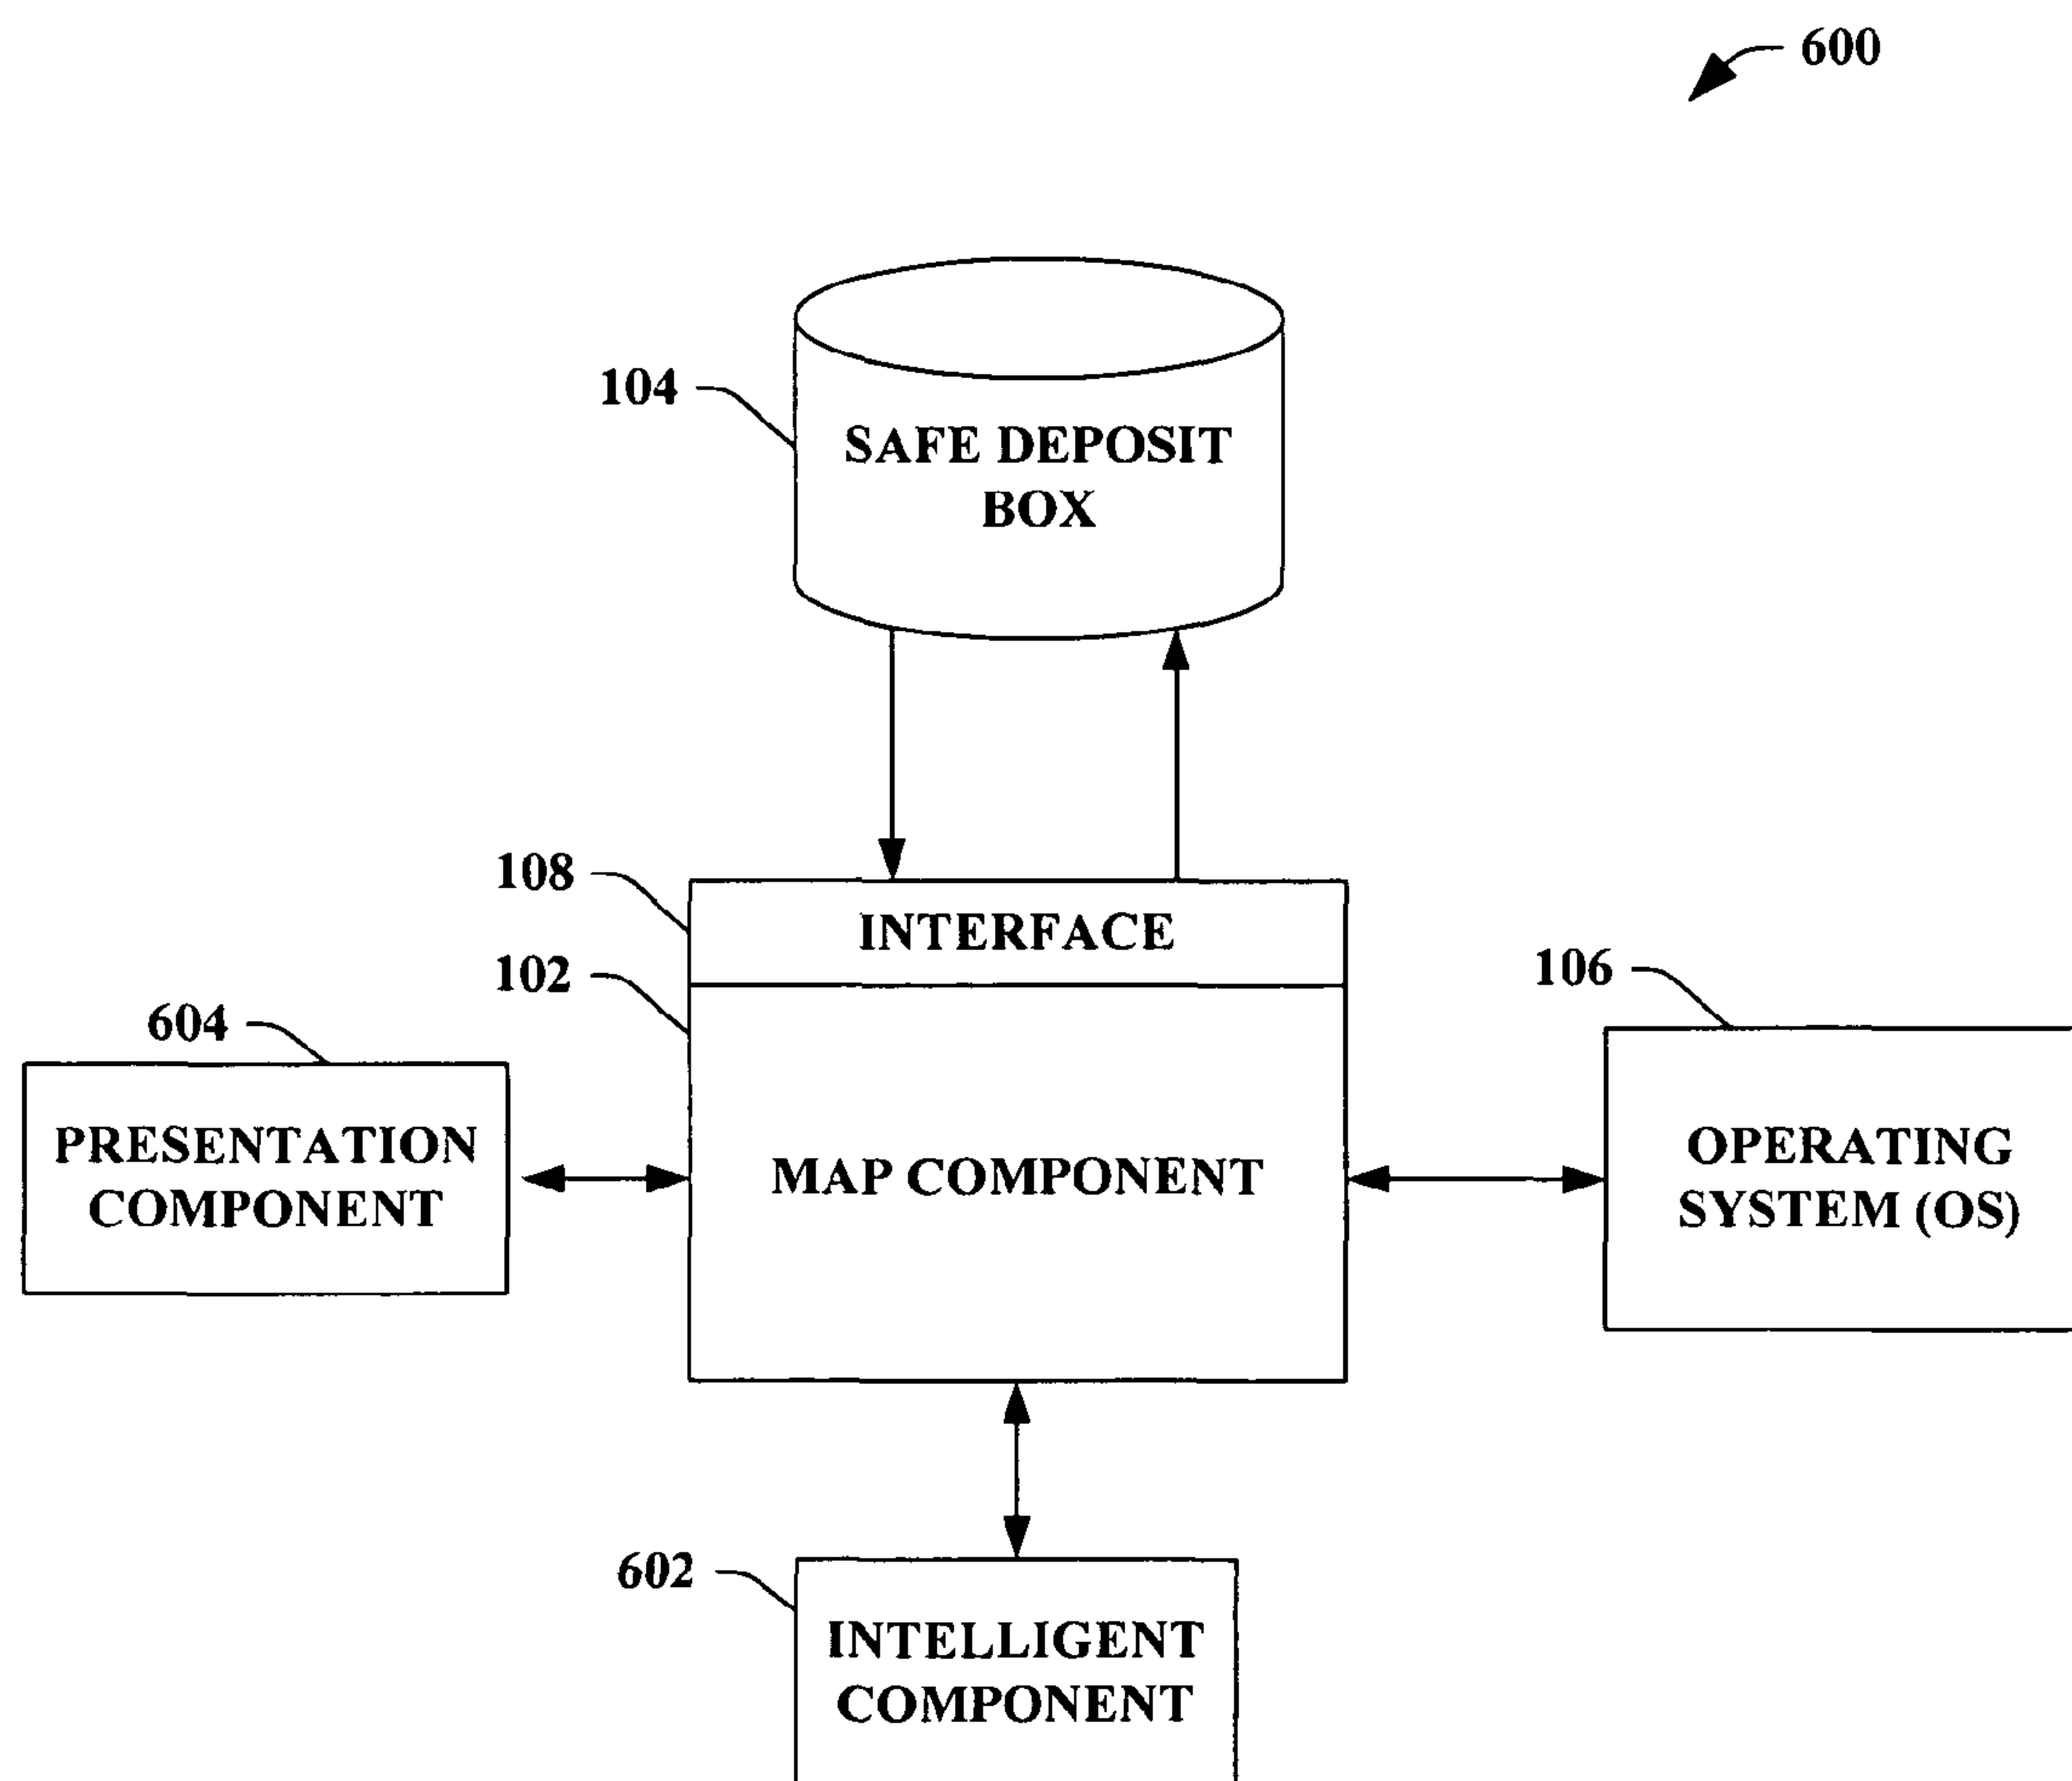 600
104
SAFE DEPOSIT
BOX
108
INTERFACE
102
106
604
PRESENTATION
COMPONENT
MAP COMPONENT
OPERATING
SYSTEM (OS)
602
INTELLIGENT
COMPONENT